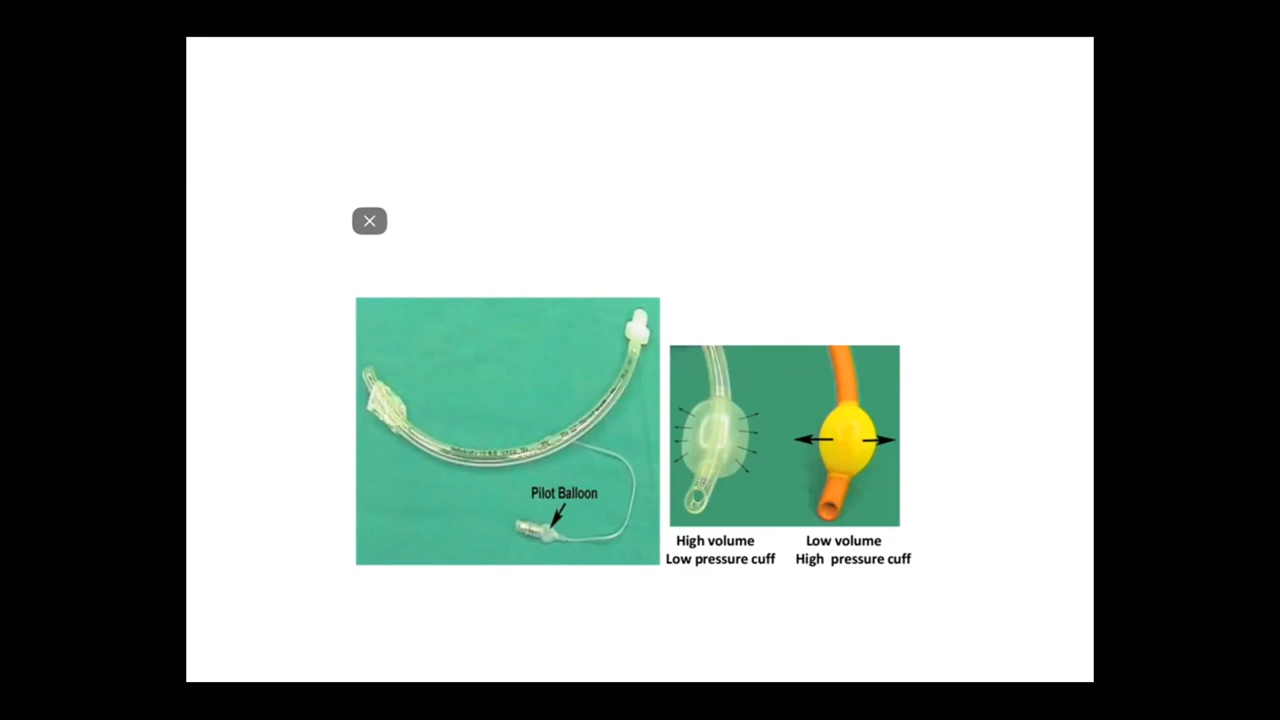 Pilot Balloon
High volume
Low pressure cuff
Low volume
High pressure cuff